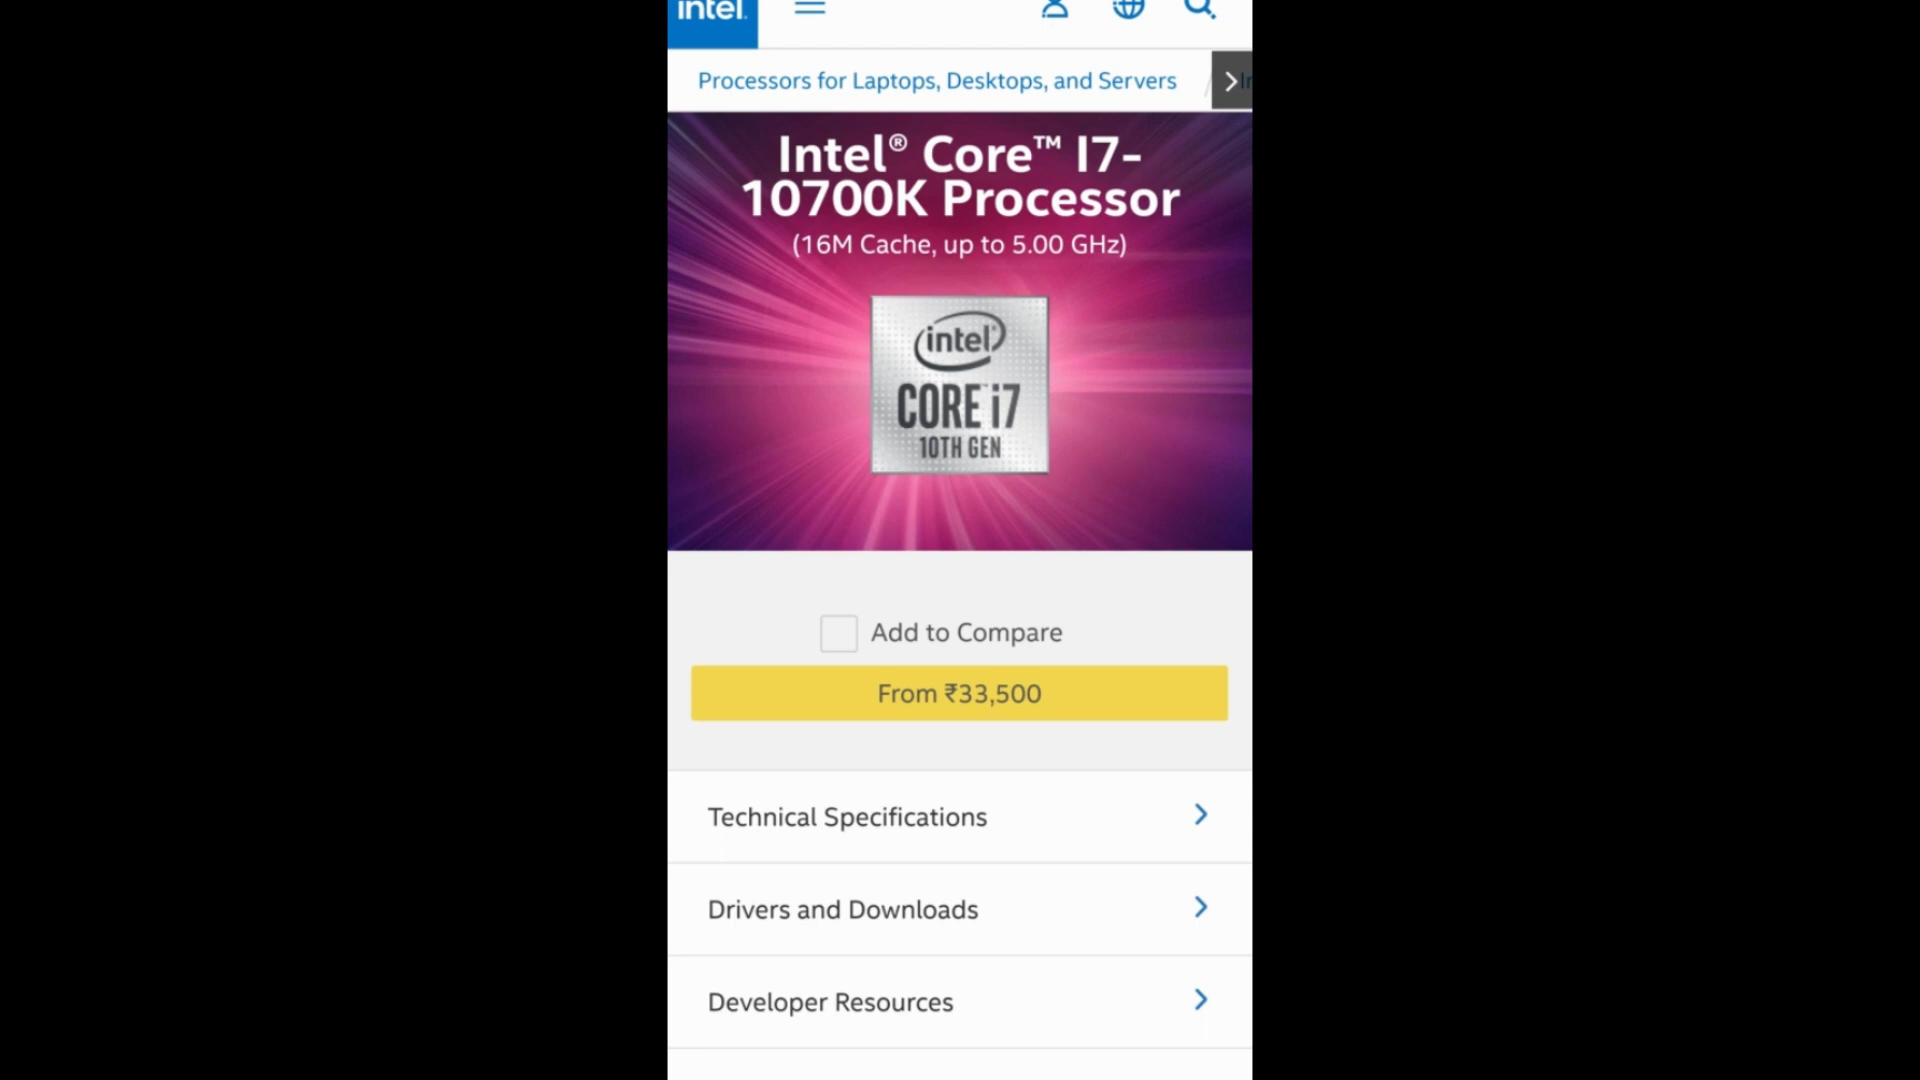 intel.
Processors for Laptops, Desktops, and Servers /
Intel® Core™ I7-
10700K Processor
(16M Cache, up to 5.00 GHz)
intel®
CORE™ i7
10TH GEN
Add to Compare
From ₹33,500
Technical Specifications
Drivers and Downloads
Developer Resources